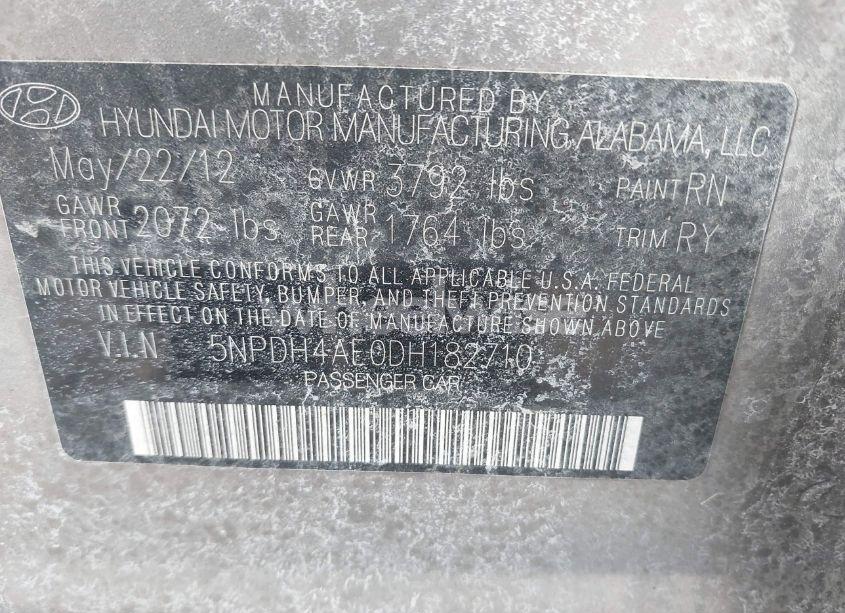 MANUFACTURED BY
HYUNDAI MOTOR MANUFACTURING ALABAMA, LLC
May/22/12 GVWR 3792 lbs PAINT RN
GAWR FRONT 2072 lbs GAWR REAR 1764 lbs TRIM RY
THIS VEHICLE CONFORMS TO ALL APPLICABLE U.S.A. FEDERAL
MOTOR VEHICLE SAFETY, BUMPER, AND THEFT PREVENTION STANDARDS
IN EFFECT ON THE DATE OF MANUFACTURE SHOWN ABOVE.
V.I.N 5NPDH4AE0DH182710
PASSENGER CAR